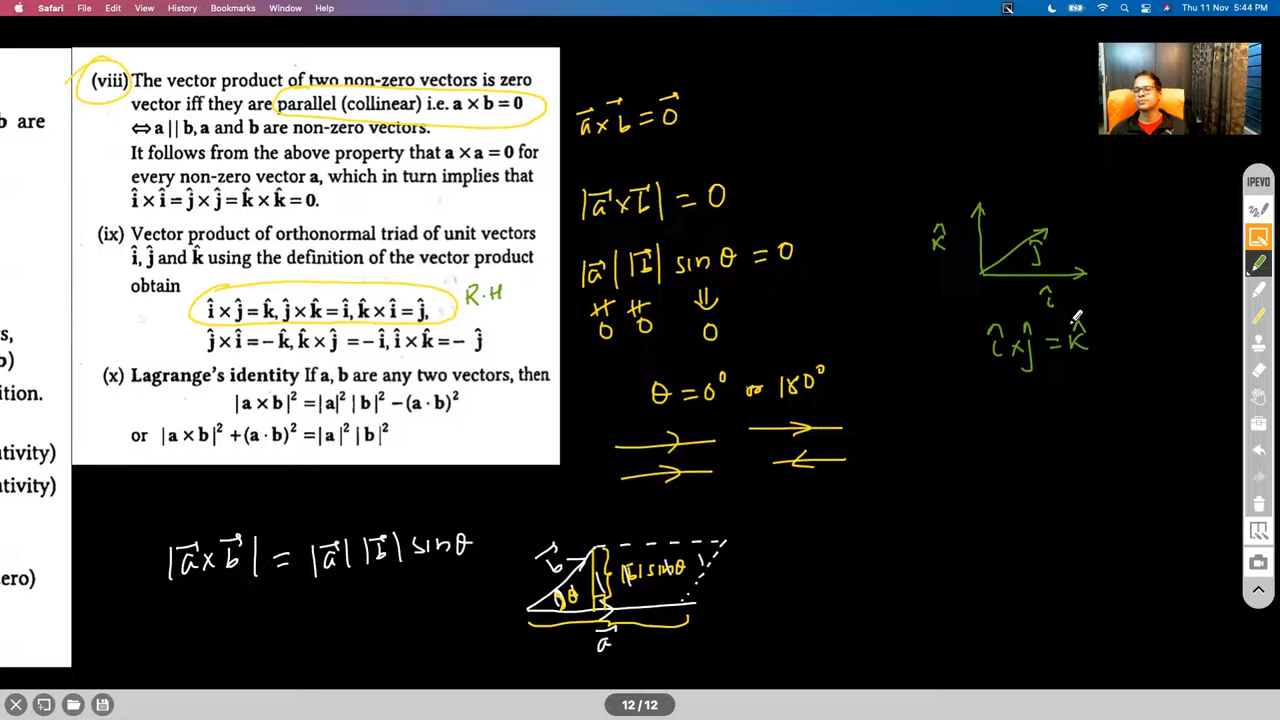 Safari File Edit View History Bookmarks Window Help
Thu 11 Nov 5:44 PM
b are
ion.
tivity)
ativity)
ero)
(viii) The vector product of two non-zero vectors is zero
vector iff they are parallel (collinear) i.e. a × b = 0
⇔ a || b, a and b are non-zero vectors.
It follows from the above property that a × a = 0 for
every non-zero vector a, which in turn implies that
î × î = ĵ × ĵ = k̂ × k̂ = 0.
(ix) Vector product of orthonormal triad of unit vectors
î, ĵ and k̂ using the definition of the vector product
obtain
î × ĵ = k̂, ĵ × k̂ = î, k̂ × î = ĵ,
R.H
ĵ × î = −k̂, k̂ × ĵ = −î, î × k̂ = − ĵ
(x) Lagrange's identity If a, b are any two vectors, then
|a × b|² = |a|² |b|² −(a · b)²
or |a × b|² +(a · b)² = |a|² |b|²
a⃗ × b⃗ = 0⃗
|a⃗ × b⃗| = 0
|a⃗| |b⃗| sin θ = 0
∦ ∦ ⇓
0 0 0
θ = 0° or 180°
k̂
ĵ
î
î × ĵ = k̂
|a⃗ × b⃗| = |a⃗| |b⃗| sin θ
b⃗
θ
|b⃗| sin θ
a⃗
IPEVO
12 / 12